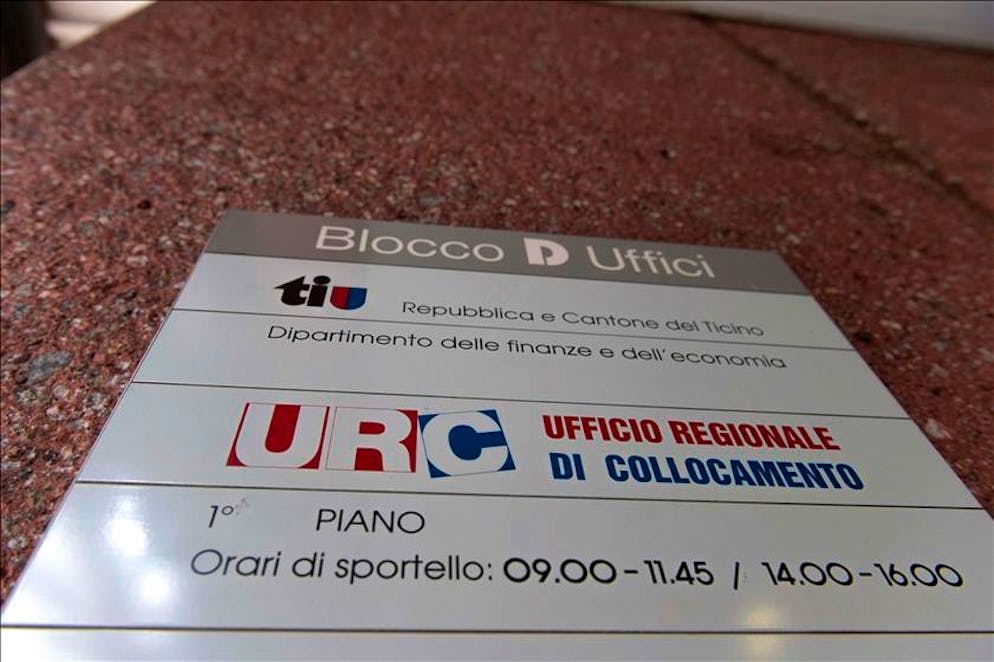 Blocco D Uffici
tiU Repubblica e Cantone del Ticino
Dipartimento delle finanze e dell'economia
URC UFFICIO REGIONALE
DI COLLOCAMENTO
1° PIANO
Orari di sportello: 09.00-11.45 / 14.00-16.00